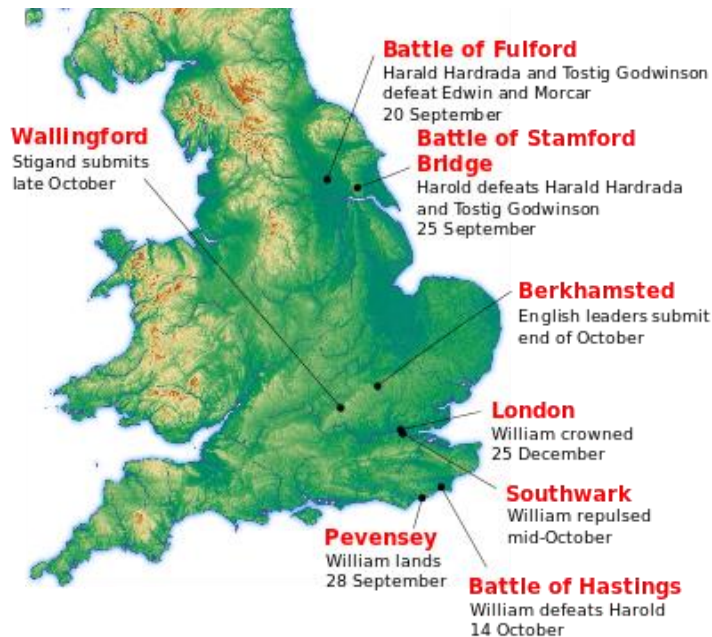 Battle of Fulford
Harald Hardrada and Tostig Godwinson
defeat Edwin and Morcar
20 September
Wallingford
Stigand submits
late October
Battle of Stamford
Bridge
Harold defeats Harald Hardrada
and Tostig Godwinson
25 September
Berkhamsted
English leaders submit
end of October
London
William crowned
25 December
Southwark
William repulsed
mid-October
Pevensey
William lands
28 September
Battle of Hastings
William defeats Harold
14 October